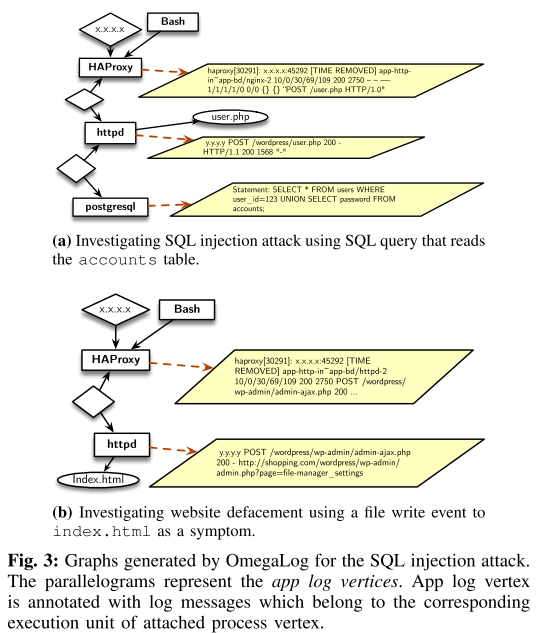 x.x.x.x
Bash
HAProxy
haproxy[30291]: x.x.x.x:45292 [TIME REMOVED] app-http-
in~app-bd/nginx-2 10/0/30/69/109 200 2750 – – —-
1/1/1/1/0 0/0 {} {} "POST /user.php HTTP/1.0"
user.php
httpd
y.y.y.y POST /wordpress/user.php 200 -
HTTP/1.1 200 1568 "-"
postgresql
Statement: SELECT * FROM users WHERE
user_id=123 UNION SELECT password FROM
accounts;
(a) Investigating SQL injection attack using SQL query that reads
the accounts table.
x.x.x.x
Bash
HAProxy
haproxy[30291]: x.x.x.x:45292 [TIME
REMOVED] app-http-in~app-bd/httpd-2
10/0/30/69/109 200 2750 POST /wordpress/
wp-admin/admin-ajax.php 200 ...
httpd
y.y.y.y POST /wordpress/wp-admin/admin-ajax.php
200 - http://shopping.com/wordpress/wp-admin/
admin.php?page=file-manager_settings
Index.html
(b) Investigating website defacement using a file write event to
index.html as a symptom.
Fig. 3: Graphs generated by OmegaLog for the SQL injection attack.
The parallelograms represent the app log vertices. App log vertex
is annotated with log messages which belong to the corresponding
execution unit of attached process vertex.